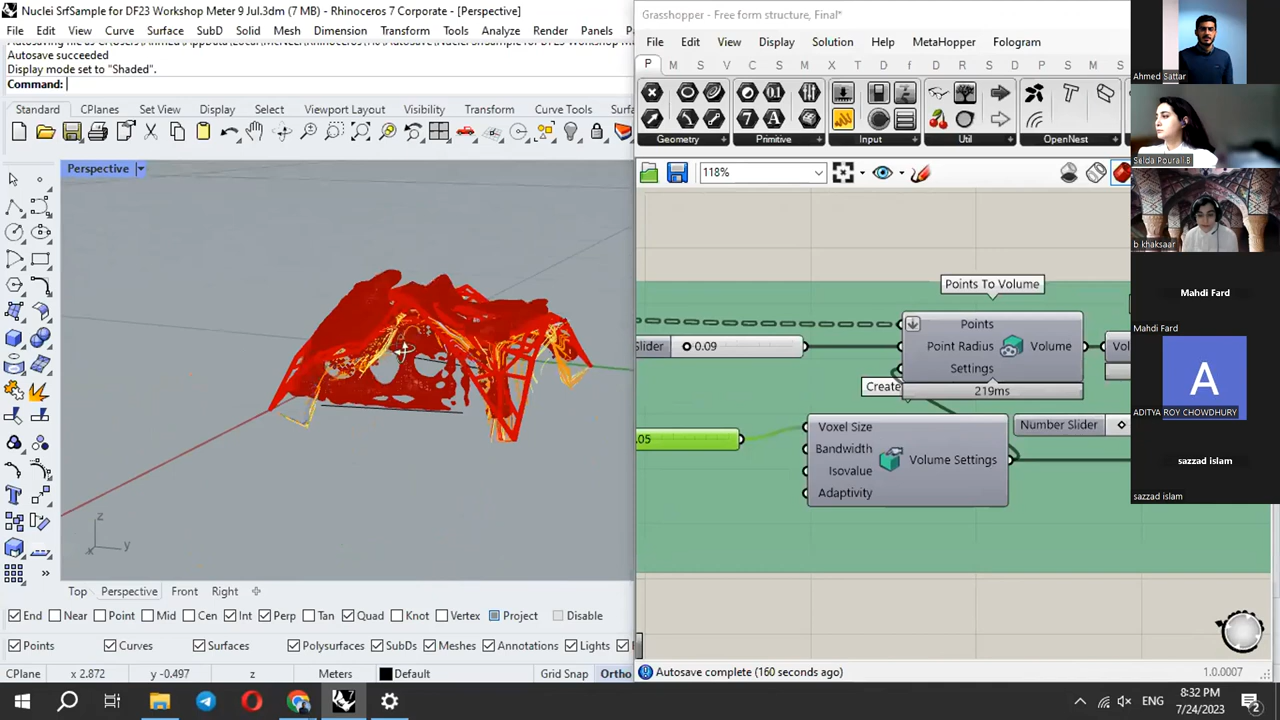 Nuclei SrfSample for DF23 Workshop Meter 9 Jul.3dm (7 MB) - Rhinoceros 7 Corporate - [Perspective]
File Edit View Curve Surface SubD Solid Mesh Dimension Transform Tools Analyze Render Panels
Autosave succeeded
Display mode set to "Shaded".
Command:
Standard CPlanes Set View Display Select Viewport Layout Visibility Transform Curve Tools
Perspective
z
x y
Top Perspective Front Right
End Near Point Mid Cen Int Perp Tan Quad Knot Vertex Project Disable
Points Curves Surfaces Polysurfaces SubDs Meshes Annotations Lights
CPlane x 2.872 y -0.497 z Meters Default Grid Snap Ortho
Grasshopper - Free form structure, Final*
File Edit View Display Solution Help MetaHopper Fologram
P M S V C S M I X T D F D R S M S
Geometry Primitive Input Util OpenNest
118%
Points To Volume
Points
Slider 0.09 Point Radius Volume
Settings
Create
219ms
.05 Voxel Size Number Slider
Bandwidth
Isovalue Volume Settings
Adaptivity
Autosave complete (160 seconds ago) 1.0.0007
Ahmed Sattar
Selda Pourali B
b khaksaar
Mahdi Fard
Mahdi Fard
A
ADITYA ROY CHOWDHURY
sazzad islam
sazzad islam
ENG 8:32 PM
7/24/2023 2